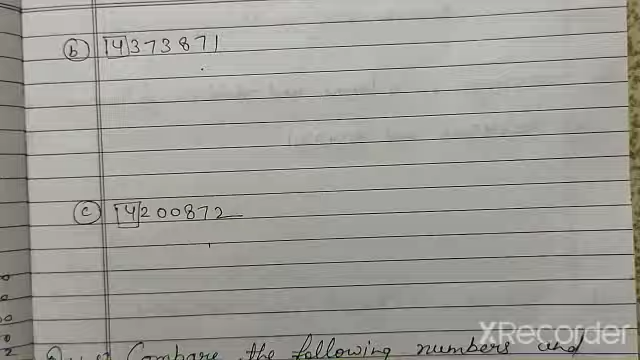 (b) 4373871
(c) 4200872
Compare the following numbers and
XRecorder